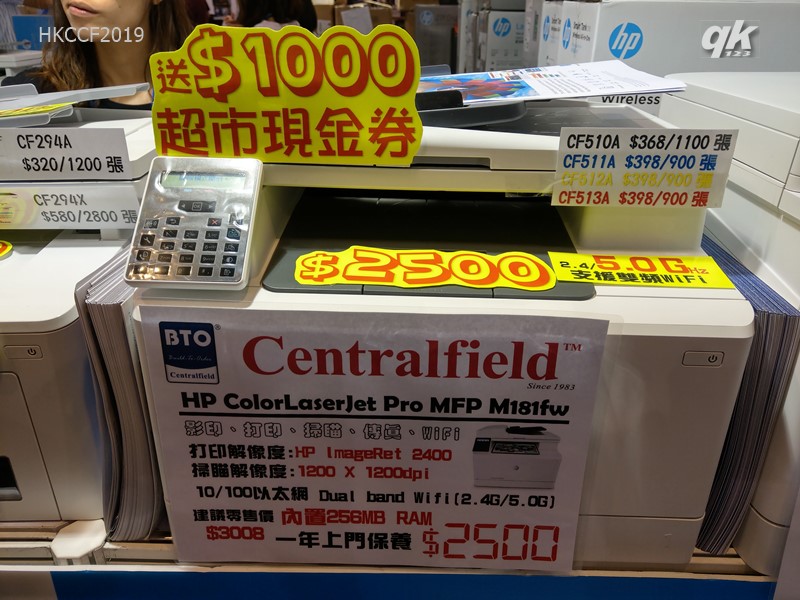 HKCCF2019
qk
123
hp
Wireless
送$1000
超市現金券
CF294A
$320/1200 張
CF294X
$580/2800 張
CF510A $368/1100 張
CF511A $398/900 張
CF512A $398/900 張
CF513A $398/900 張
$2500
2.4/5.0GHz
支援雙頻WiFi
BTO
Centralfield
Centralfield™
Since 1983
HP ColorLaserJet Pro MFP M181fw
影印、打印、掃瞄、傳真、WiFi
打印解像度:HP ImageRet 2400
掃瞄解像度:1200 X 1200dpi
10/100以太網 Dual band Wifi(2.4G/5.0G)
建議零售價 內置256MB RAM
$3008 一年上門保養 $2500